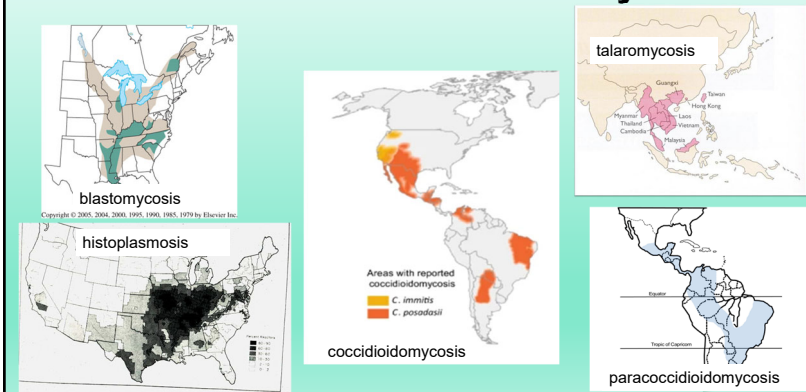 blastomycosis
Copyright © 2005, 2004, 2000, 1995, 1990, 1985, 1979 by Elsevier Inc.
histoplasmosis
Areas with reported
coccidioidomycosis
C. immitis
C. posadasii
coccidioidomycosis
talaromycosis
Guangxi
Taiwan
Hong Kong
Myanmar
Laos
Thailand
Vietnam
Cambodia
Malaysia
Equator
Tropic of Capricorn
paracoccidioidomycosis